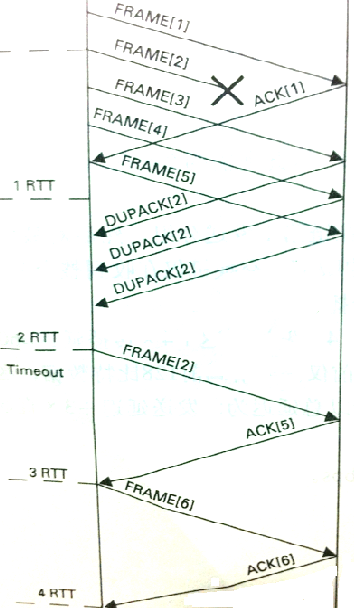 FRAME[1]
FRAME[2]
FRAME[3]
ACK[1]
FRAME[4]
FRAME[5]
1 RTT
DUPACK[2]
DUPACK[2]
DUPACK[2]
2 RTT
FRAME[2]
Timeout
ACK[5]
3 RTT
FRAME[6]
ACK[6]
4 RTT